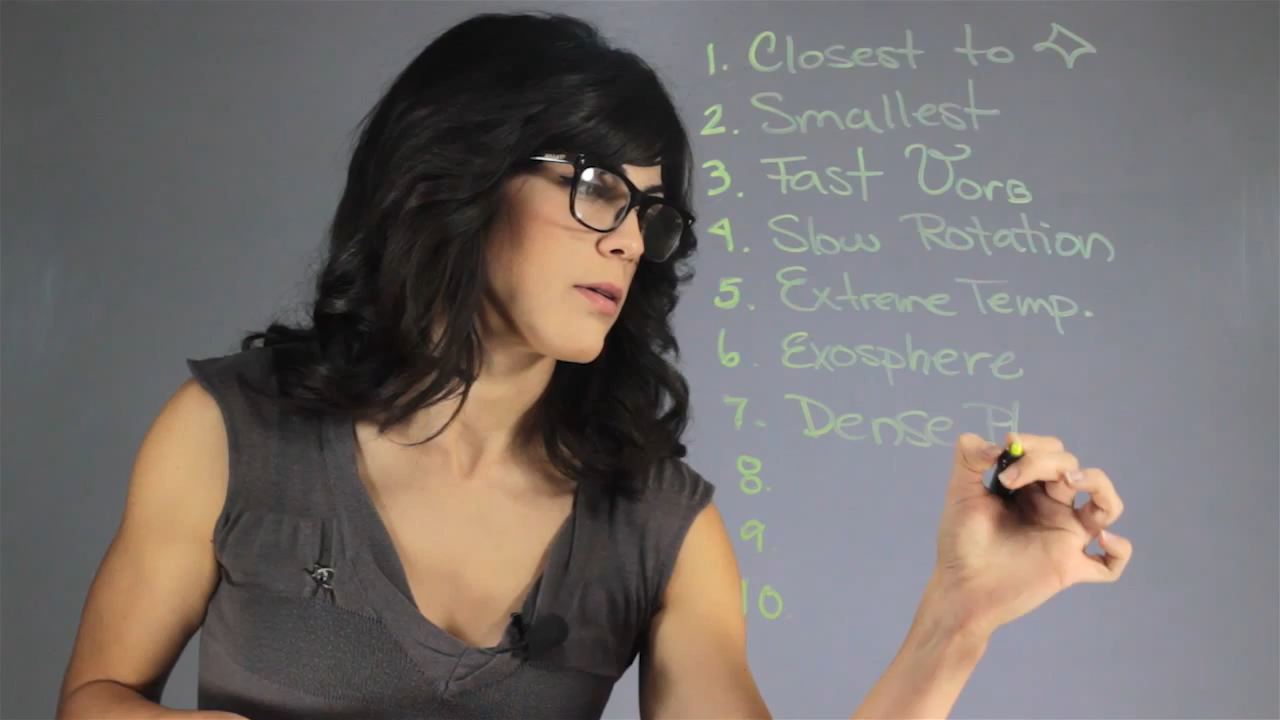 1. Closest to
2. Smallest
3. Fast Vorb
4. Slow Rotation
5. Extreme Temp.
6. Exosphere
7. Dense Pl
8.
9.
10